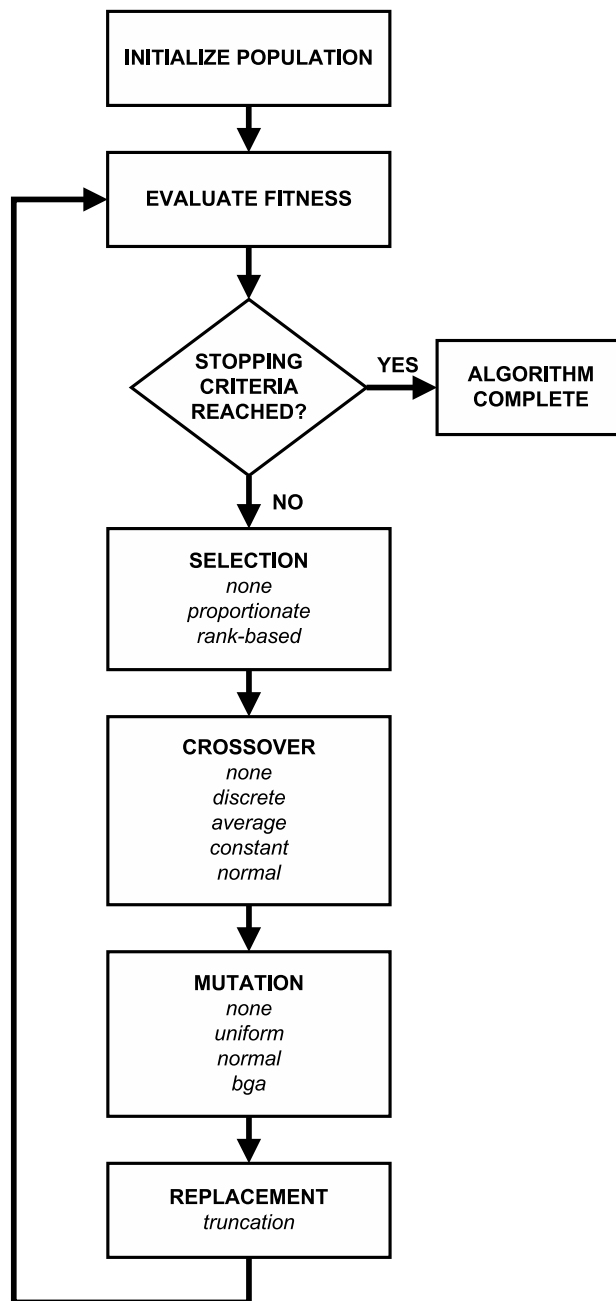 INITIALIZE POPULATION
EVALUATE FITNESS
STOPPING
CRITERIA
REACHED?
YES
ALGORITHM
COMPLETE
NO
SELECTION
none
proportionate
rank-based
CROSSOVER
none
discrete
average
constant
normal
MUTATION
none
uniform
normal
bga
REPLACEMENT
truncation